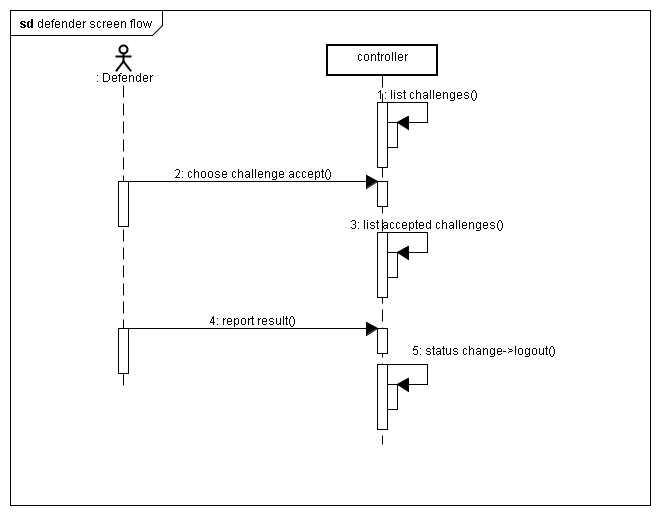 sd defender screen flow
: Defender
controller
1: list challenges()
2: choose challenge accept()
3: list accepted challenges()
4: report result()
5: status change->logout()